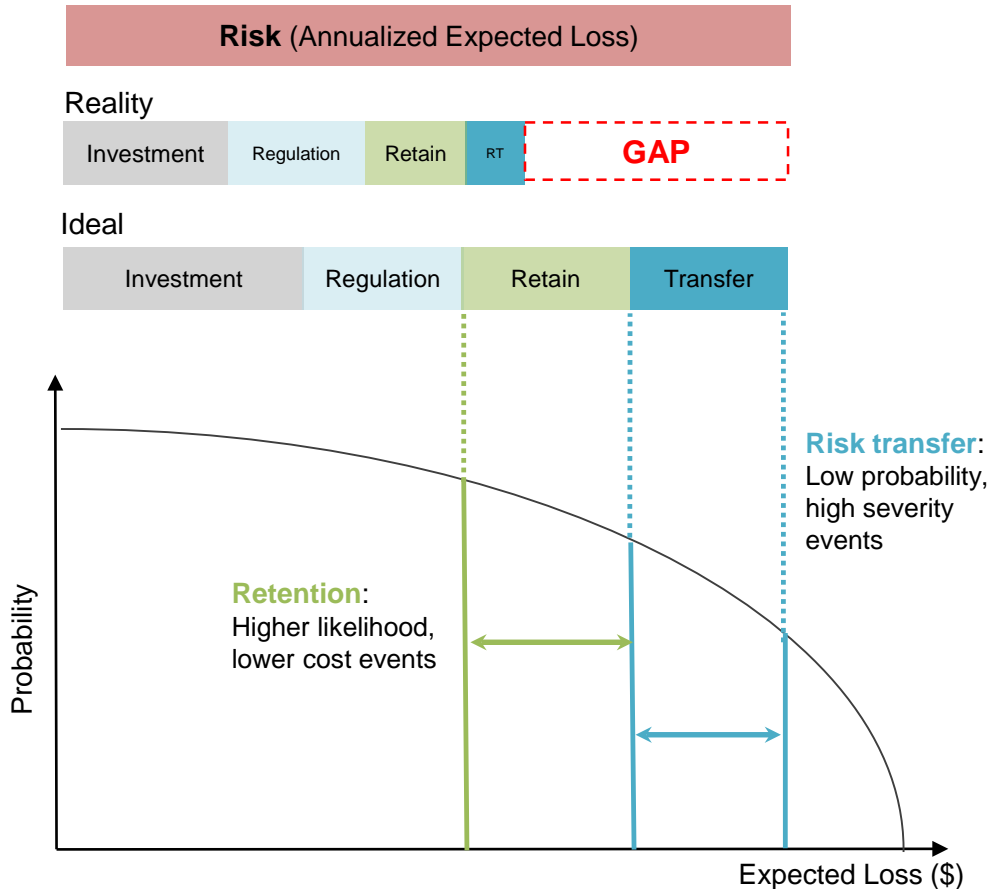 Risk (Annualized Expected Loss)
Reality
Investment
Regulation
Retain
RT
GAP
Ideal
Investment
Regulation
Retain
Transfer
Risk transfer:
Low probability,
high severity
events
Retention:
Higher likelihood,
lower cost events
Probability
Expected Loss ($)